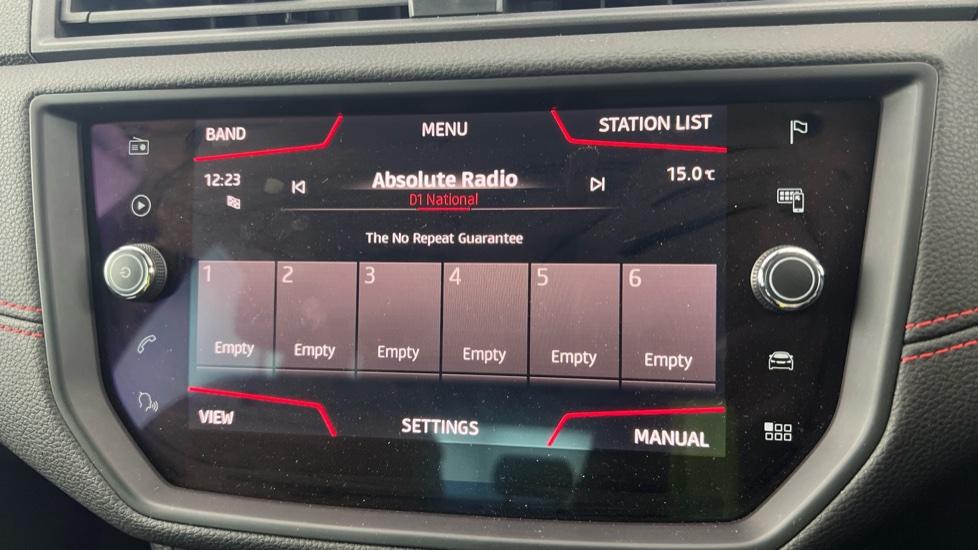 BAND MENU STATION LIST
12:23 Absolute Radio 15.0℃
D1 National
The No Repeat Guarantee
1 2 3 4 5 6
Empty Empty Empty Empty Empty Empty
VIEW SETTINGS MANUAL